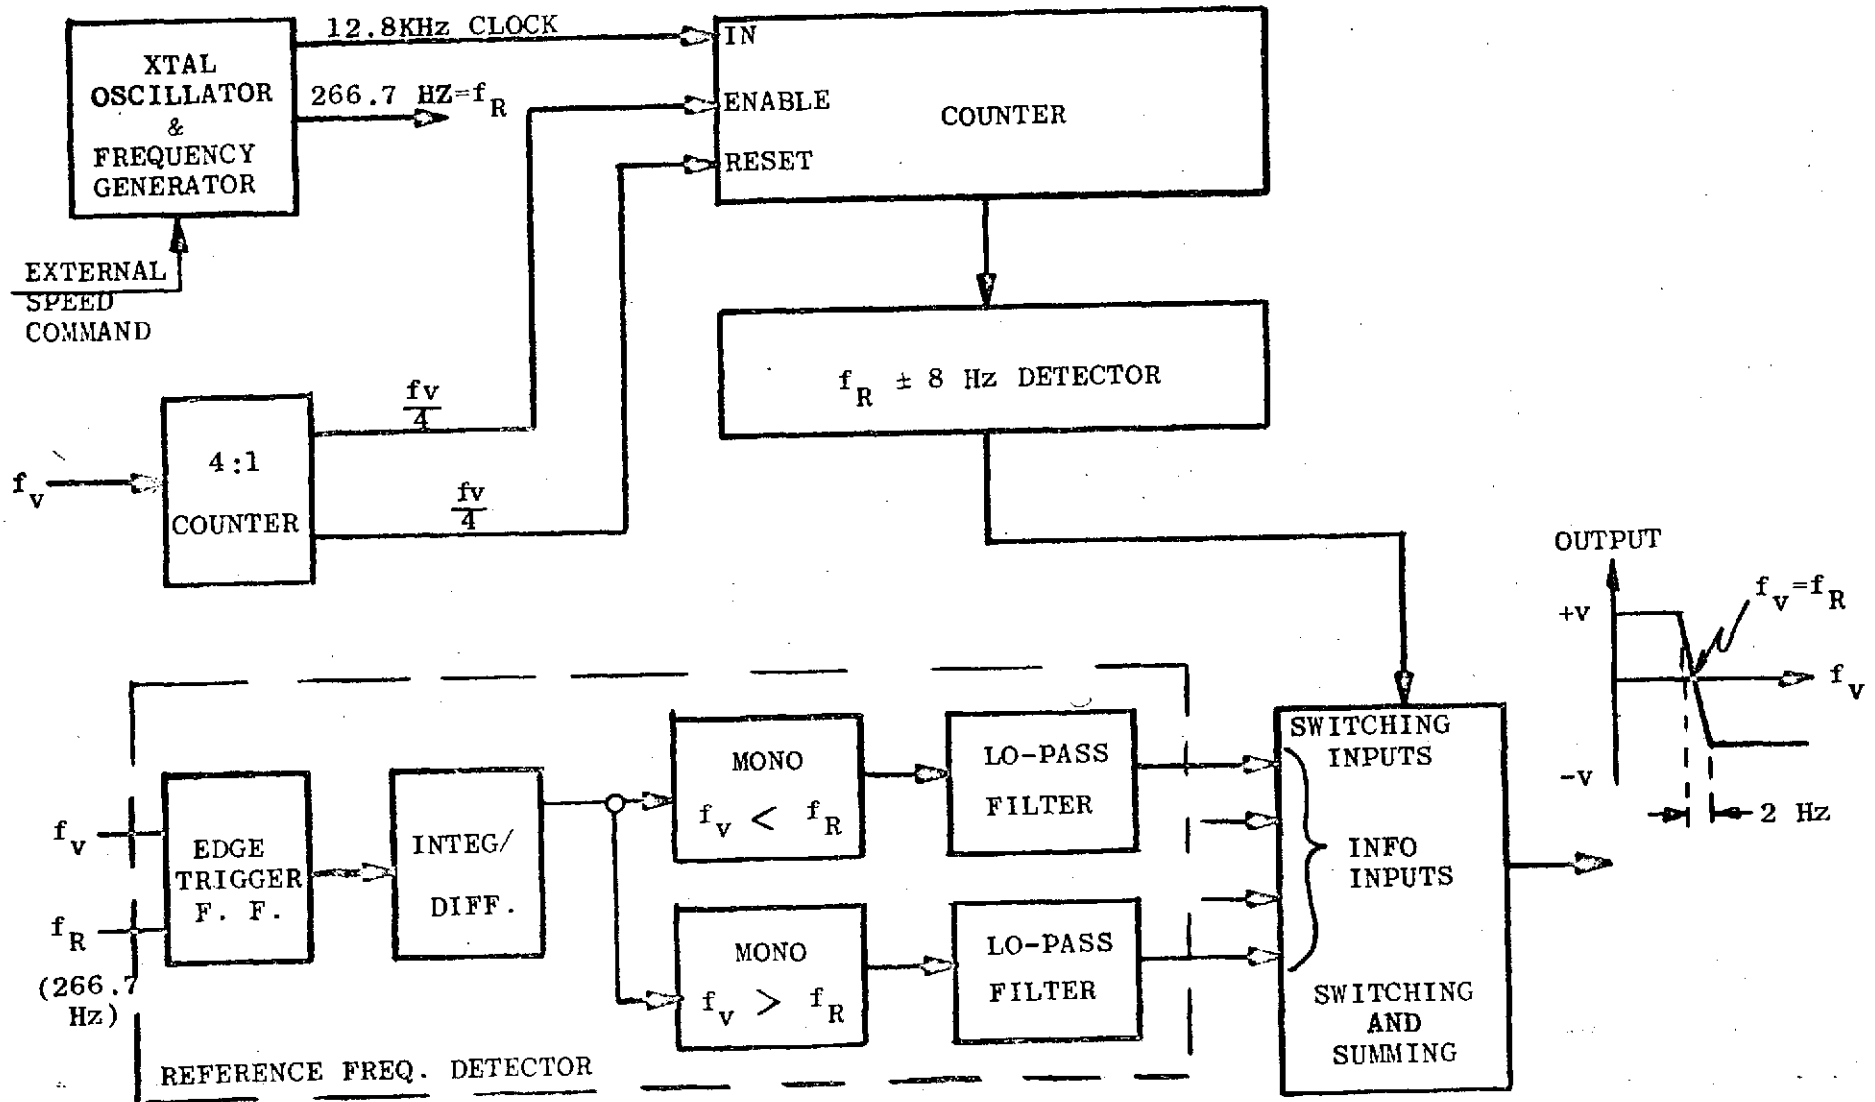 12.8KHz CLOCK
XTAL
OSCILLATOR
&
FREQUENCY
GENERATOR
266.7 HZ=fR
IN
ENABLE
RESET
COUNTER
EXTERNAL
SPEED
COMMAND
fR ± 8 Hz DETECTOR
fv
4:1
COUNTER
fv
4
fv
4
OUTPUT
+v
-v
fv=fR
fv
2 Hz
fv
fR
(266.7
Hz)
EDGE
TRIGGER
F. F.
INTEG/
DIFF.
MONO
fv < fR
LO-PASS
FILTER
MONO
fv > fR
LO-PASS
FILTER
SWITCHING
INPUTS
INFO
INPUTS
SWITCHING
AND
SUMMING
REFERENCE FREQ. DETECTOR